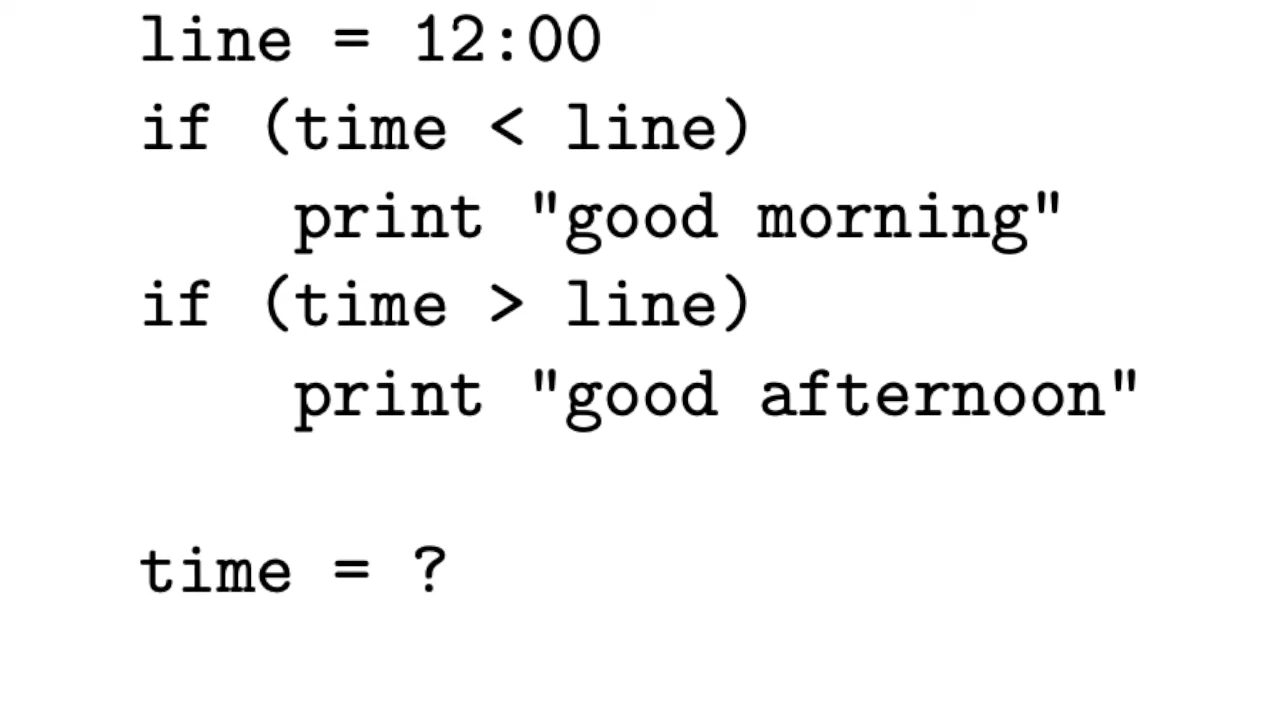 line = 12:00
if (time < line)
    print "good morning"
if (time > line)
    print "good afternoon"

time = ?